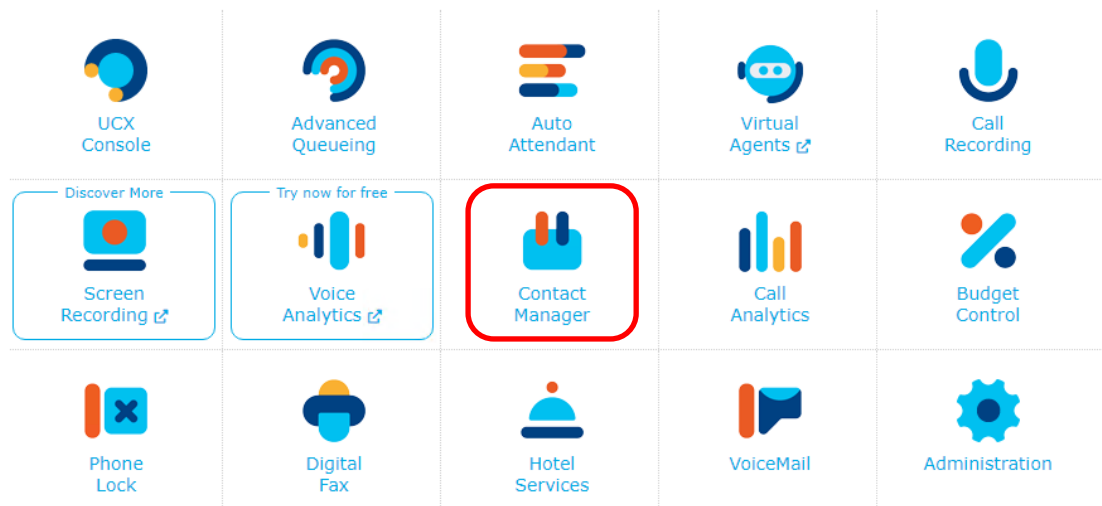 UCX
Console
Advanced
Queueing
Auto
Attendant
Virtual
Agents
Call
Recording
Discover More
Screen
Recording
Try now for free
Voice
Analytics
Contact
Manager
Call
Analytics
Budget
Control
Phone
Lock
Digital
Fax
Hotel
Services
VoiceMail
Administration